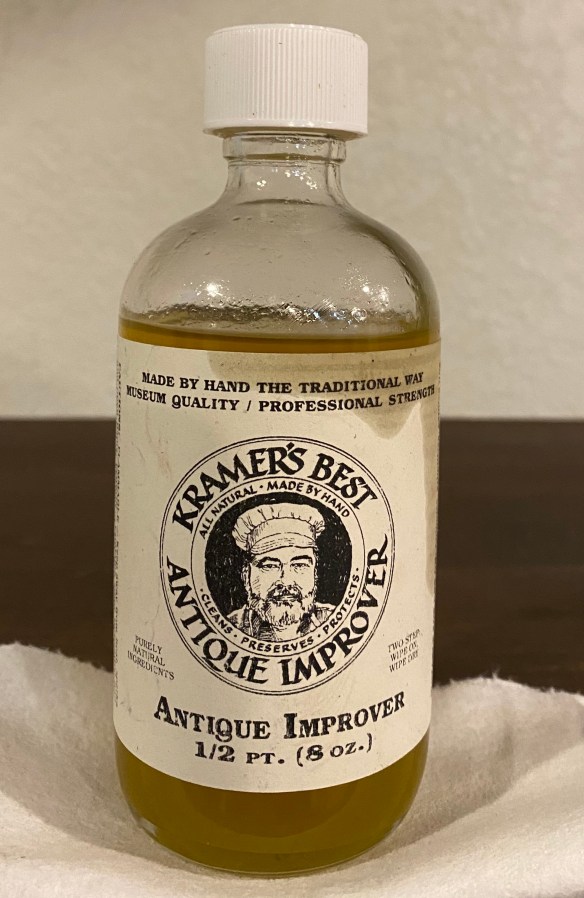 MADE BY HAND THE TRADITIONAL WAY
MUSEUM QUALITY / PROFESSIONAL STRENGTH
KRAMER'S BEST
ALL NATURAL · MADE BY HAND
· CLEANS · PRESERVES · PROTECTS ·
ANTIQUE IMPROVER
PURELY
NATURAL
INGREDIENTS
TWO STEP.
WIPE ON.
WIPE OFF.
ANTIQUE IMPROVER
1/2 PT. (8 OZ.)